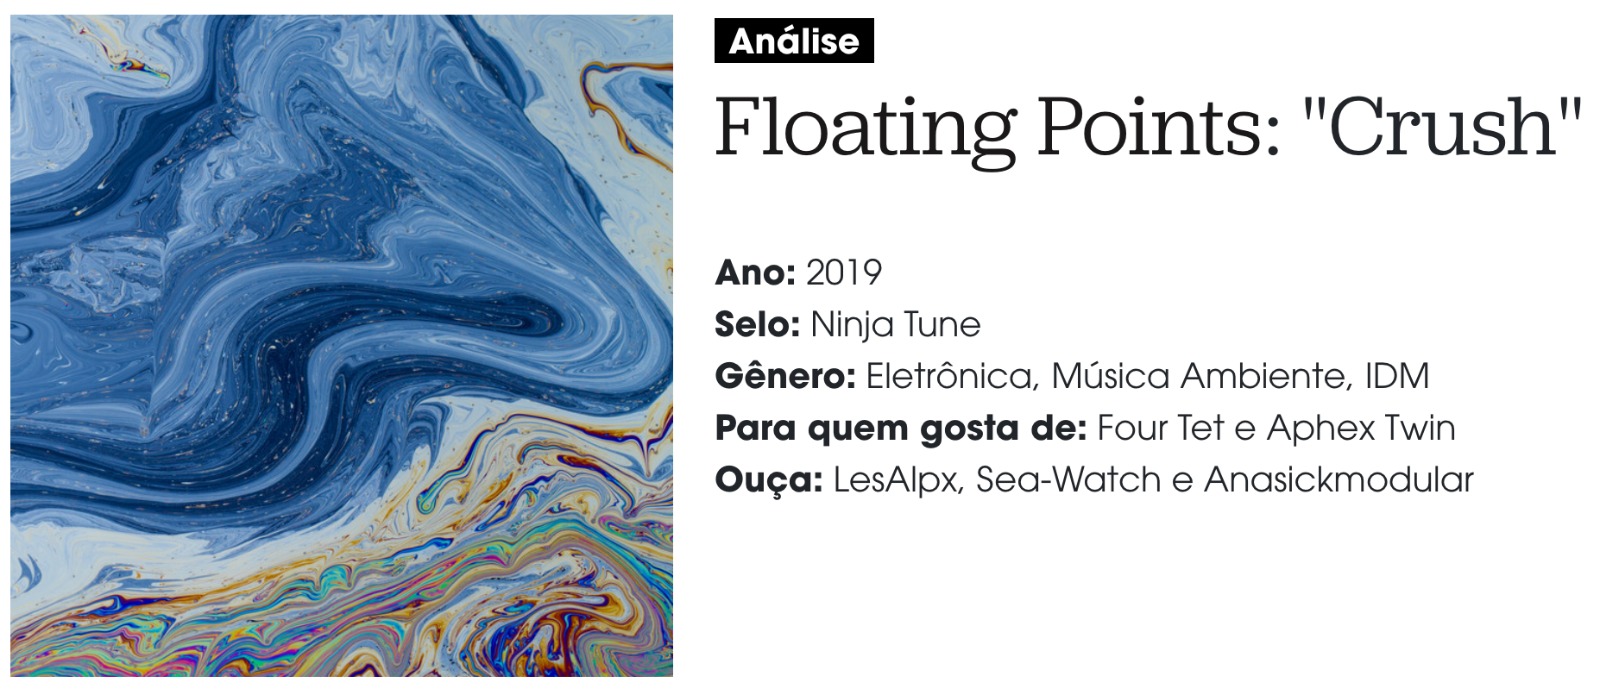 Análise
Floating Points: "Crush"
Ano: 2019
Selo: Ninja Tune
Gênero: Eletrônica, Música Ambiente, IDM
Para quem gosta de: Four Tet e Aphex Twin
Ouça: LesAlpx, Sea-Watch e Anasickmodular